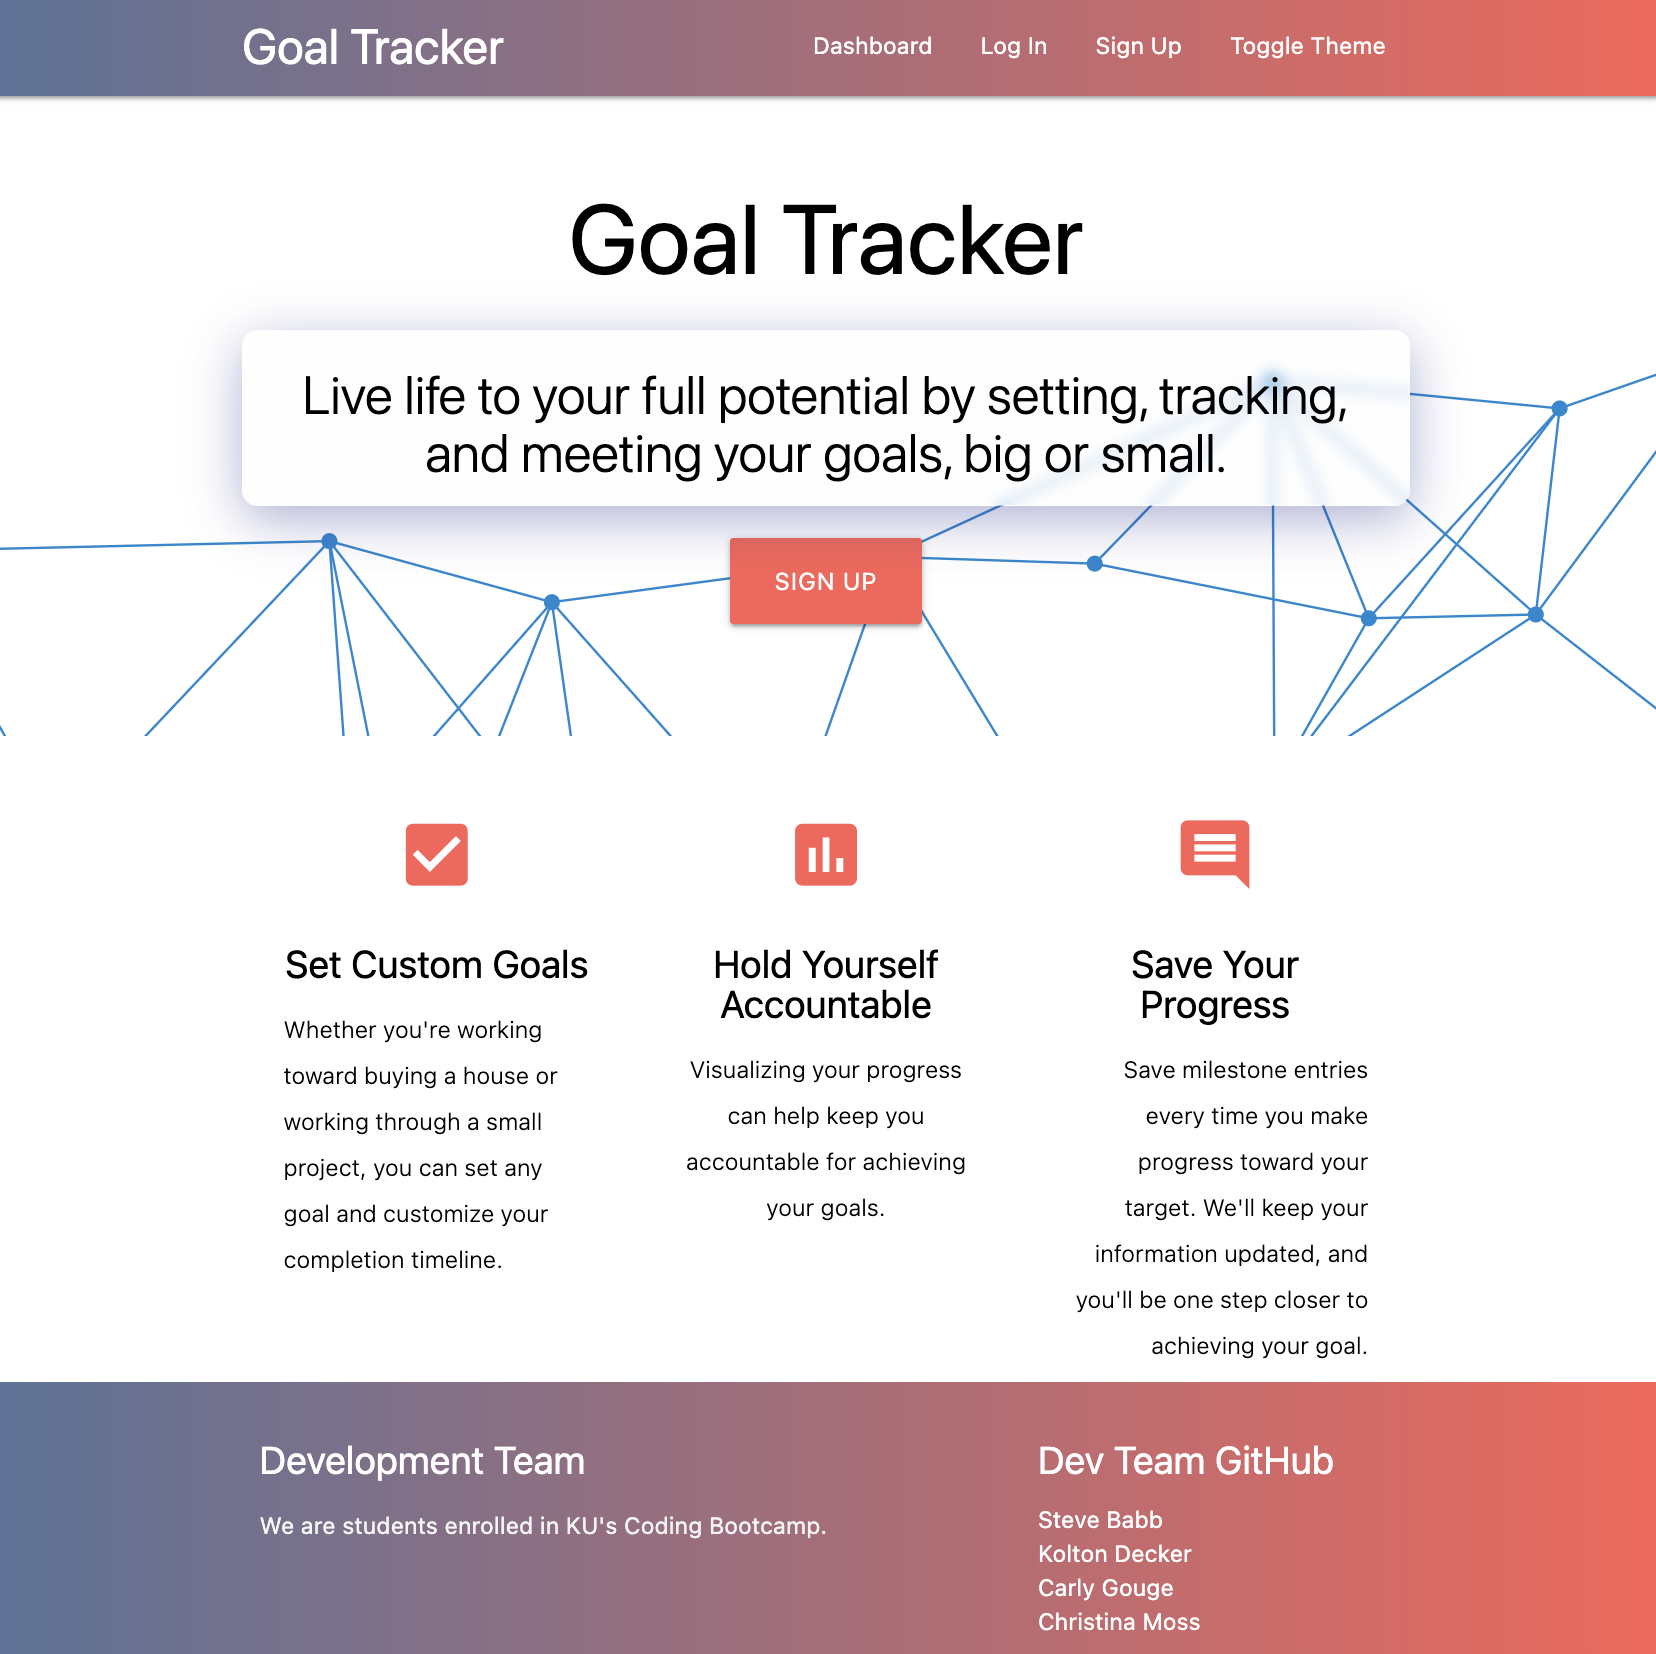 Goal Tracker
Dashboard
Log In
Sign Up
Toggle Theme
Goal Tracker
Live life to your full potential by setting, tracking,
and meeting your goals, big or small.
SIGN UP
Set Custom Goals
Whether you're working
toward buying a house or
working through a small
project, you can set any
goal and customize your
completion timeline.
Hold Yourself
Accountable
Visualizing your progress
can help keep you
accountable for achieving
your goals.
Save Your
Progress
Save milestone entries
every time you make
progress toward your
target. We'll keep your
information updated, and
you'll be one step closer to
achieving your goal.
Development Team
We are students enrolled in KU's Coding Bootcamp.
Dev Team GitHub
Steve Babb
Kolton Decker
Carly Gouge
Christina Moss